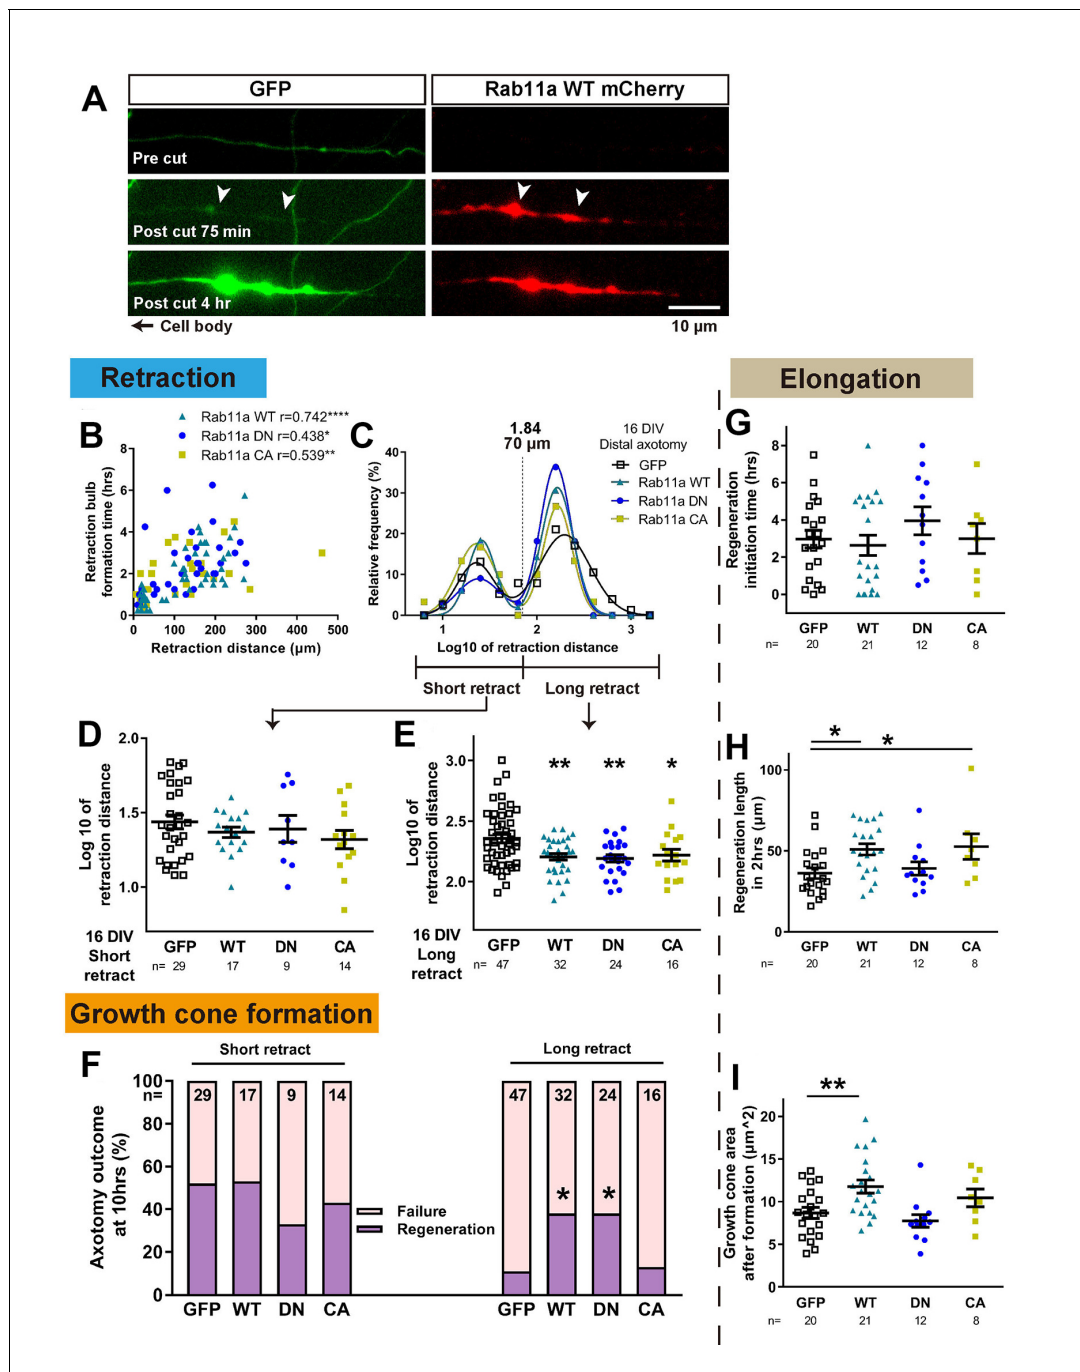 A
GFP
Rab11a WT mCherry
Pre cut
Post cut 75 min
Post cut 4 hr
Cell body
10 µm
Retraction
Elongation
B
Rab11a WT r=0.742****
Rab11a DN r=0.438*
Rab11a CA r=0.539**
Retraction bulb
formation time (hrs)
8
6
4
2
0
0
100
200
300
400
500
Retraction distance (µm)
C
1.84
70 µm
16 DIV
Distal axotomy
GFP
Rab11a WT
Rab11a DN
Rab11a CA
Relative frequency (%)
40
30
20
10
0
1
2
3
Log10 of retraction distance
Short retract
Long retract
D
Log 10 of
retraction distance
2.0
1.5
1.0
GFP WT DN CA
16 DIV
Short
retract
n= 29 17 9 14
E
Log10 of
retraction distance
3.0
2.5
2.0
** ** *
GFP WT DN CA
16 DIV
Long
retract
n= 47 32 24 16
Growth cone formation
F
Short retract
Long retract
Axotomy outcome
at 10hrs (%)
100
80
60
40
20
0
n=
29 17 9 14
47 32 24 16
* *
Failure
Regeneration
GFP WT DN CA
GFP WT DN CA
G
Regeneration
initiation time (hrs)
8
6
4
2
0
GFP WT DN CA
n= 20 21 12 8
H
*
*
Regeneration length
in 2hrs (µm)
100
50
0
GFP WT DN CA
n= 20 21 12 8
I
**
Growth cone area
after formation (µm^2)
20
15
10
5
0
GFP WT DN CA
n= 20 21 12 8